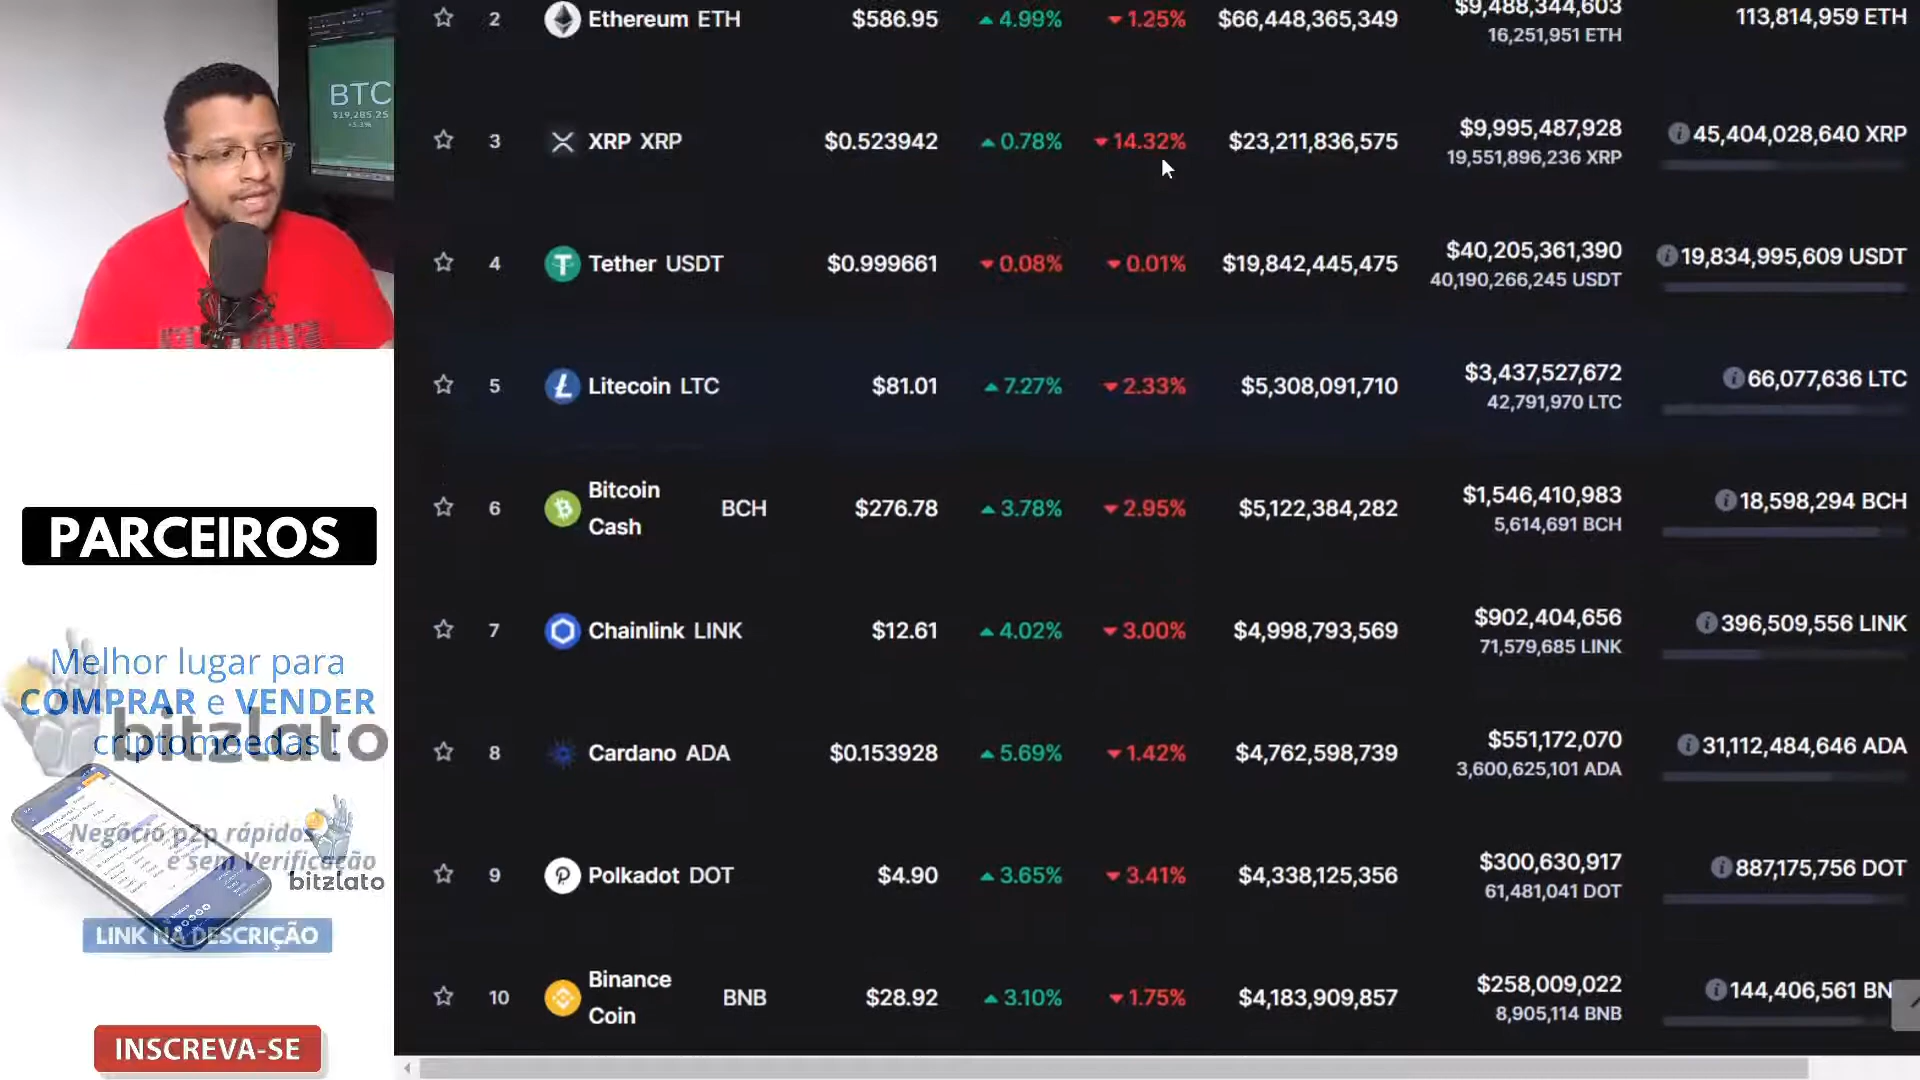 BTC
$19,285.25
PARCEIROS
Melhor lugar para
COMPRAR e VENDER
criptomoedas!
bitzlato
Negócio p2p rápidos
e sem Verificação
bitzlato
LINK NA DESCRIÇÃO
INSCREVA-SE
2 Ethereum ETH $586.95 4.99% 1.25% $66,448,365,349 $9,488,344,603 113,814,959 ETH
16,251,951 ETH
3 XRP XRP $0.523942 0.78% 14.32% $23,211,836,575 $9,995,487,928 45,404,028,640 XRP
19,551,896,236 XRP
4 Tether USDT $0.999661 0.08% 0.01% $19,842,445,475 $40,205,361,390 19,834,995,609 USDT
40,190,266,245 USDT
5 Litecoin LTC $81.01 7.27% 2.33% $5,308,091,710 $3,437,527,672 66,077,636 LTC
42,791,970 LTC
6 Bitcoin Cash BCH $276.78 3.78% 2.95% $5,122,384,282 $1,546,410,983 18,598,294 BCH
5,614,691 BCH
7 Chainlink LINK $12.61 4.02% 3.00% $4,998,793,569 $902,404,656 396,509,556 LINK
71,579,685 LINK
8 Cardano ADA $0.153928 5.69% 1.42% $4,762,598,739 $551,172,070 31,112,484,646 ADA
3,600,625,101 ADA
9 Polkadot DOT $4.90 3.65% 3.41% $4,338,125,356 $300,630,917 887,175,756 DOT
61,481,041 DOT
10 Binance Coin BNB $28.92 3.10% 1.75% $4,183,909,857 $258,009,022 144,406,561 BN
8,905,114 BNB